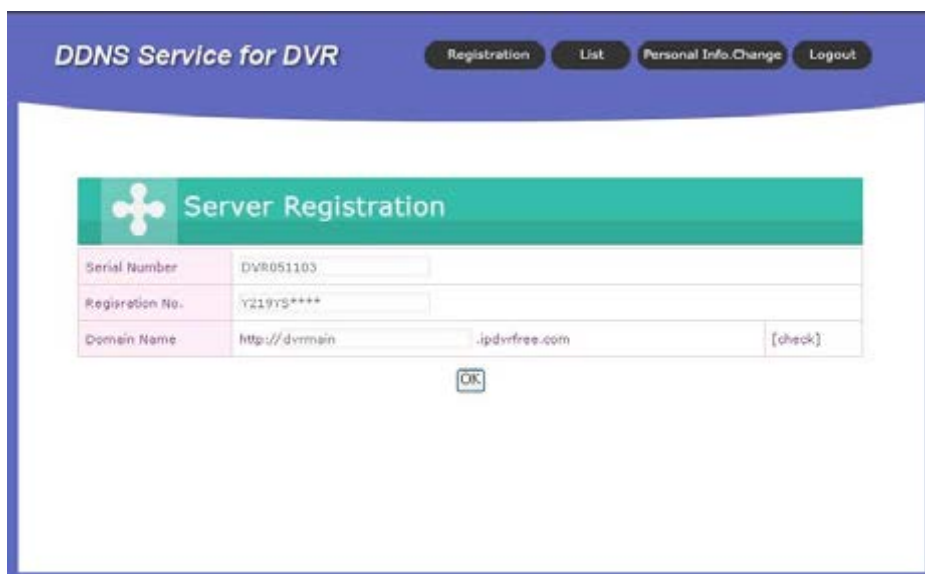 DDNS Service for DVR
Registration List Personal Info.Change Logout
Server Registration
Serial Number DVR051103
Regisration No. Y219YS****
Domain Name http://dvrmain .ipdvrfree.com [check]
OK